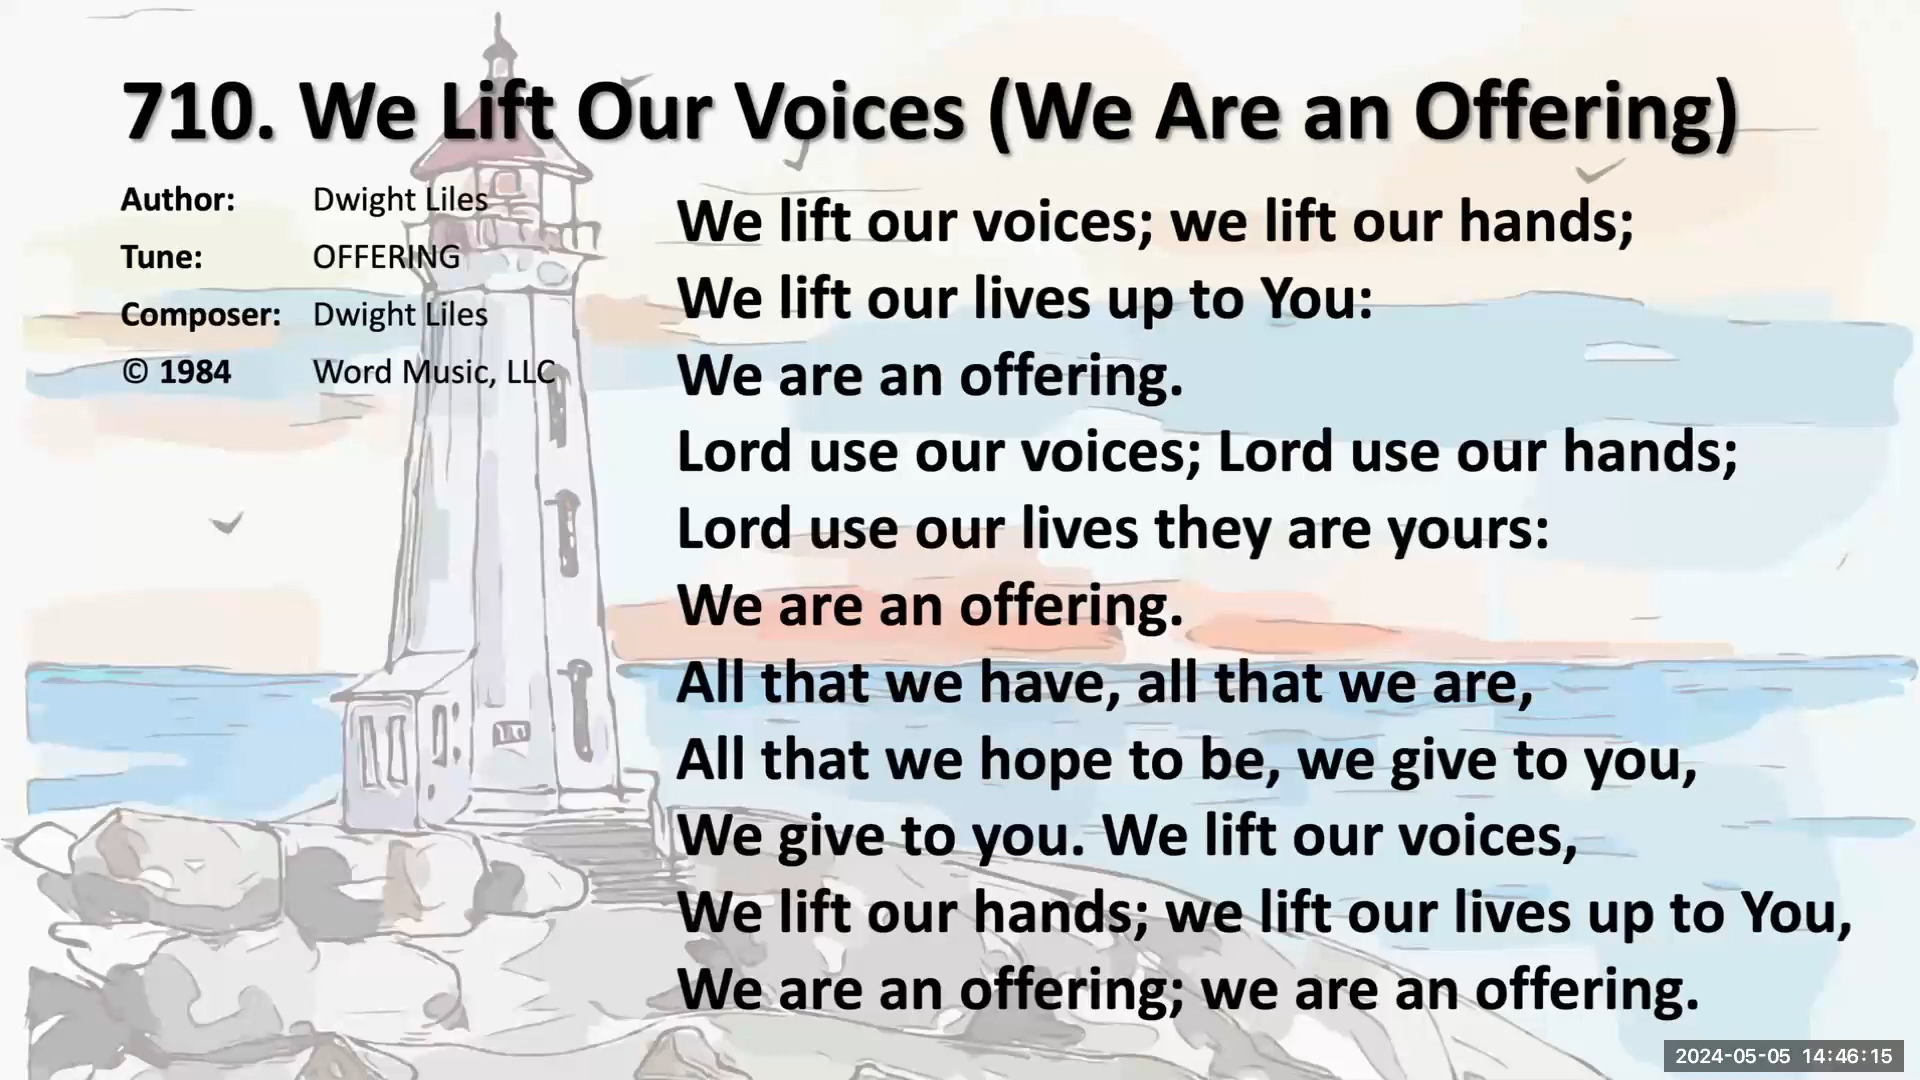 710. We Lift Our Voices (We Are an Offering)
Author: Dwight Liles
Tune: OFFERING
Composer: Dwight Liles
© 1984 Word Music, LLC
We lift our voices; we lift our hands;
We lift our lives up to You:
We are an offering.
Lord use our voices; Lord use our hands;
Lord use our lives they are yours:
We are an offering.
All that we have, all that we are,
All that we hope to be, we give to you,
We give to you. We lift our voices,
We lift our hands; we lift our lives up to You,
We are an offering; we are an offering.
2024-05-05 14:46:15